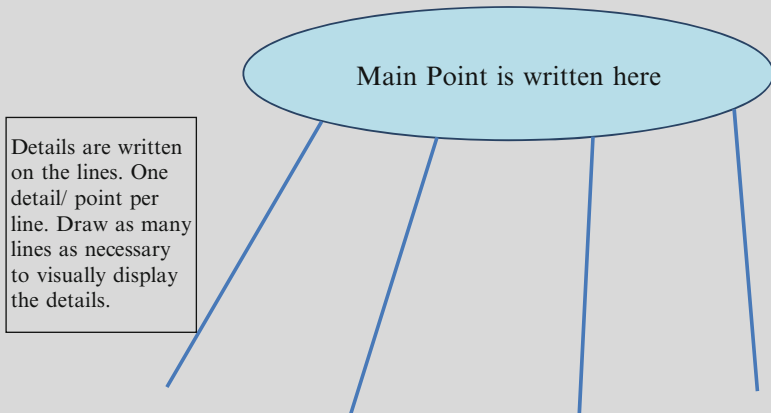 Main Point is written here
Details are written
on the lines. One
detail/ point per
line. Draw as many
lines as necessary
to visually display
the details.